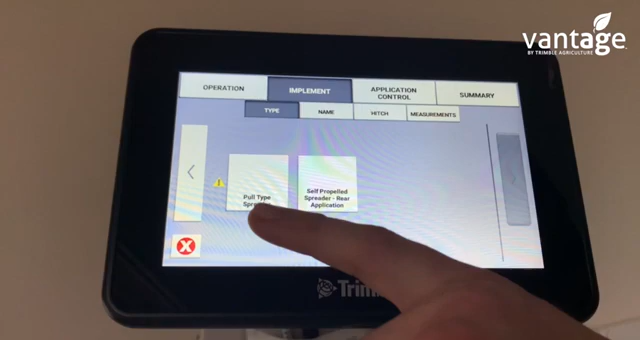 vantage
BY TRIMBLE AGRICULTURE
OPERATION
IMPLEMENT
APPLICATION
CONTROL
SUMMARY
TYPE
NAME
HITCH
MEASUREMENTS
Pull Type
Self Propelled
Spreader - Rear
Application